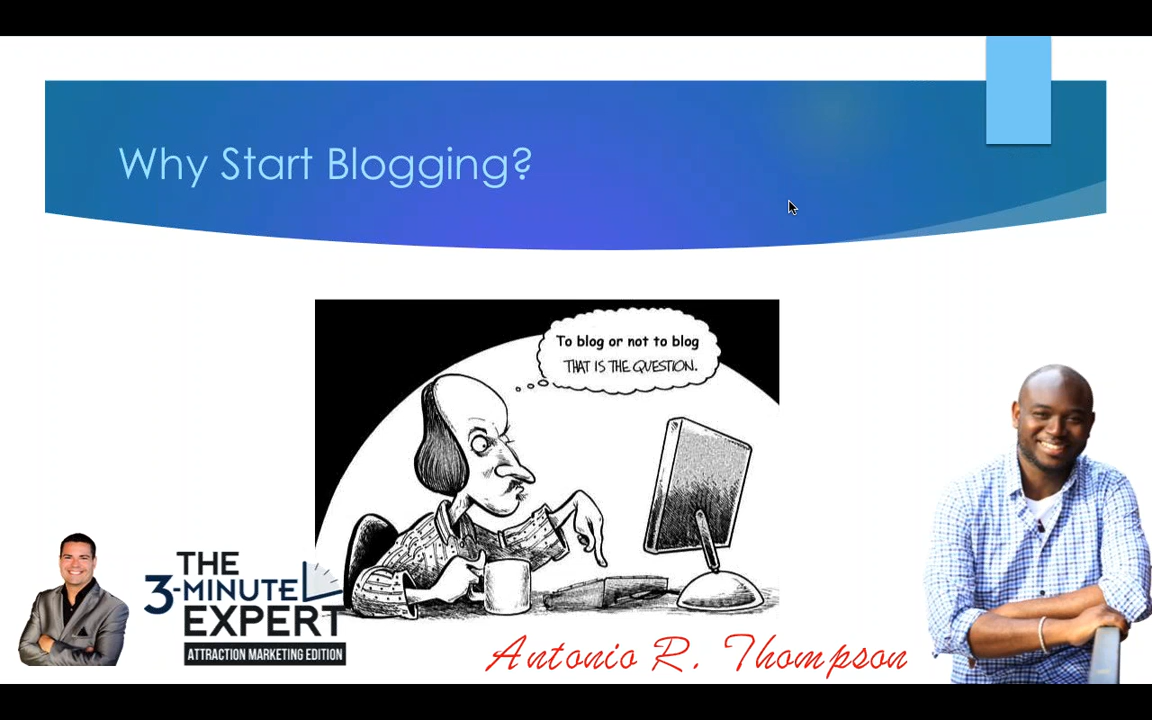 Why Start Blogging?
To blog or not to blog
THAT IS THE QUESTION.
THE
3-MINUTE
EXPERT
ATTRACTION MARKETING EDITION
Antonio R. Thompson